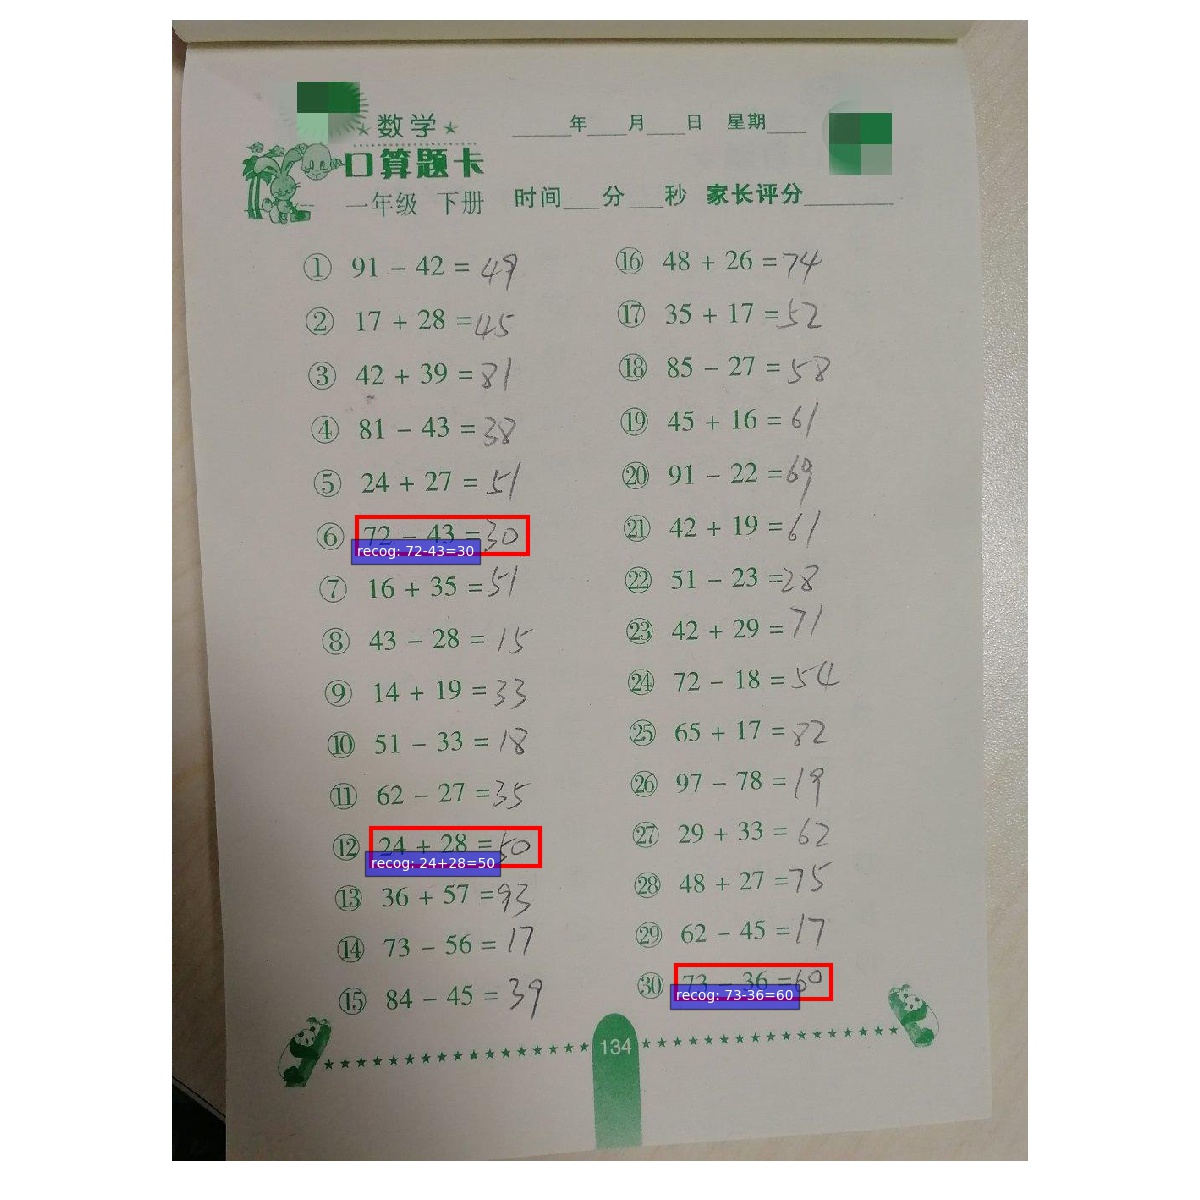 ★数学★
口算题卡
一年级 下册
____年___月___日 星期___
时间___分___秒 家长评分________
① 91 - 42 = 49
② 17 + 28 = 45
③ 42 + 39 = 81
④ 81 - 43 = 38
⑤ 24 + 27 = 51
⑥ 72 - 43 = 30
recog: 72-43=30
⑦ 16 + 35 = 51
⑧ 43 - 28 = 15
⑨ 14 + 19 = 33
⑩ 51 - 33 = 18
⑪ 62 - 27 = 35
⑫ 24 + 28 = 50
recog: 24+28=50
⑬ 36 + 57 = 93
⑭ 73 - 56 = 17
⑮ 84 - 45 = 39
⑯ 48 + 26 = 74
⑰ 35 + 17 = 52
⑱ 85 - 27 = 58
⑲ 45 + 16 = 61
⑳ 91 - 22 = 69
㉑ 42 + 19 = 61
㉒ 51 - 23 = 28
㉓ 42 + 29 = 71
㉔ 72 - 18 = 54
㉕ 65 + 17 = 82
㉖ 97 - 78 = 19
㉗ 29 + 33 = 62
㉘ 48 + 27 = 75
㉙ 62 - 45 = 17
㉚ 73 - 36 = 60
recog: 73-36=60
134